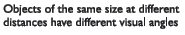 Objects of the same size at different
distances have different visual angles